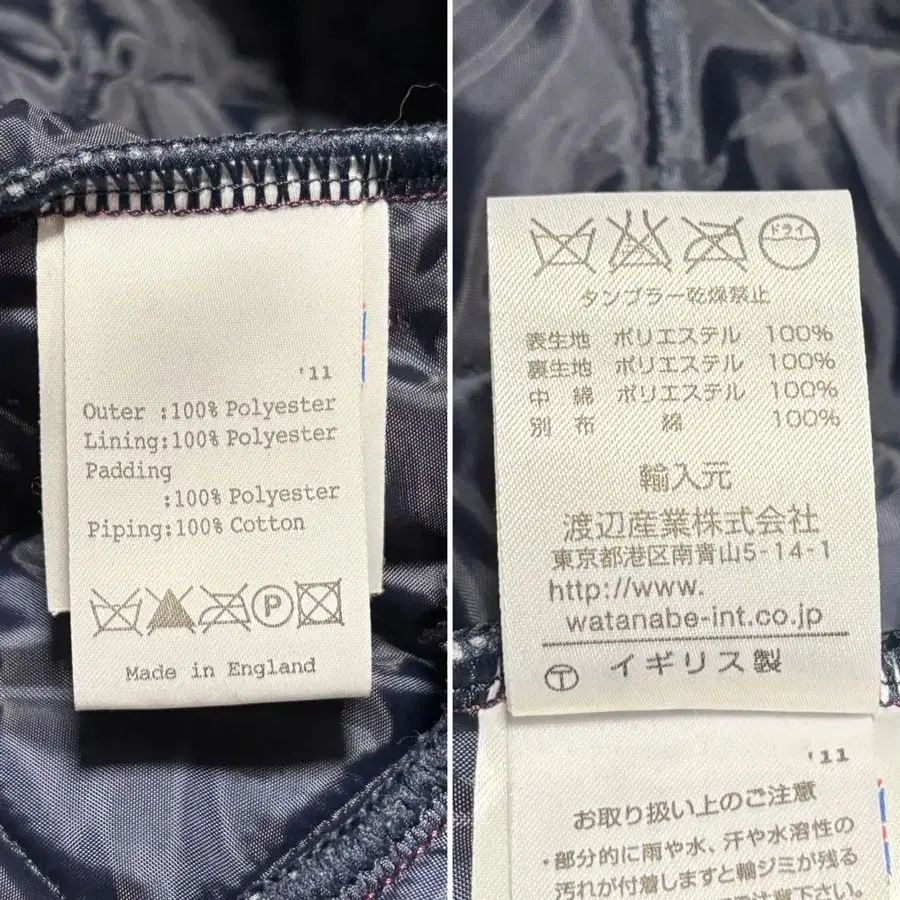 '11
Outer :100% Polyester
Lining:100% Polyester
Padding
:100% Polyester
Piping:100% Cotton
P
Made in England
ドライ
タンブラー乾燥禁止
表生地 ポリエステル 100%
裏生地 ポリエステル 100%
中 綿 ポリエステル 100%
別 布 綿 100%
輸入元
渡辺産業株式会社
東京都港区南青山5-14-1
http://www.
watanabe-int.co.jp
T イギリス製
'11
お取り扱い上のご注意
・部分的に雨や水、汗や水溶性の
汚れが付着しますと輪ジミが残る
注意下さい。